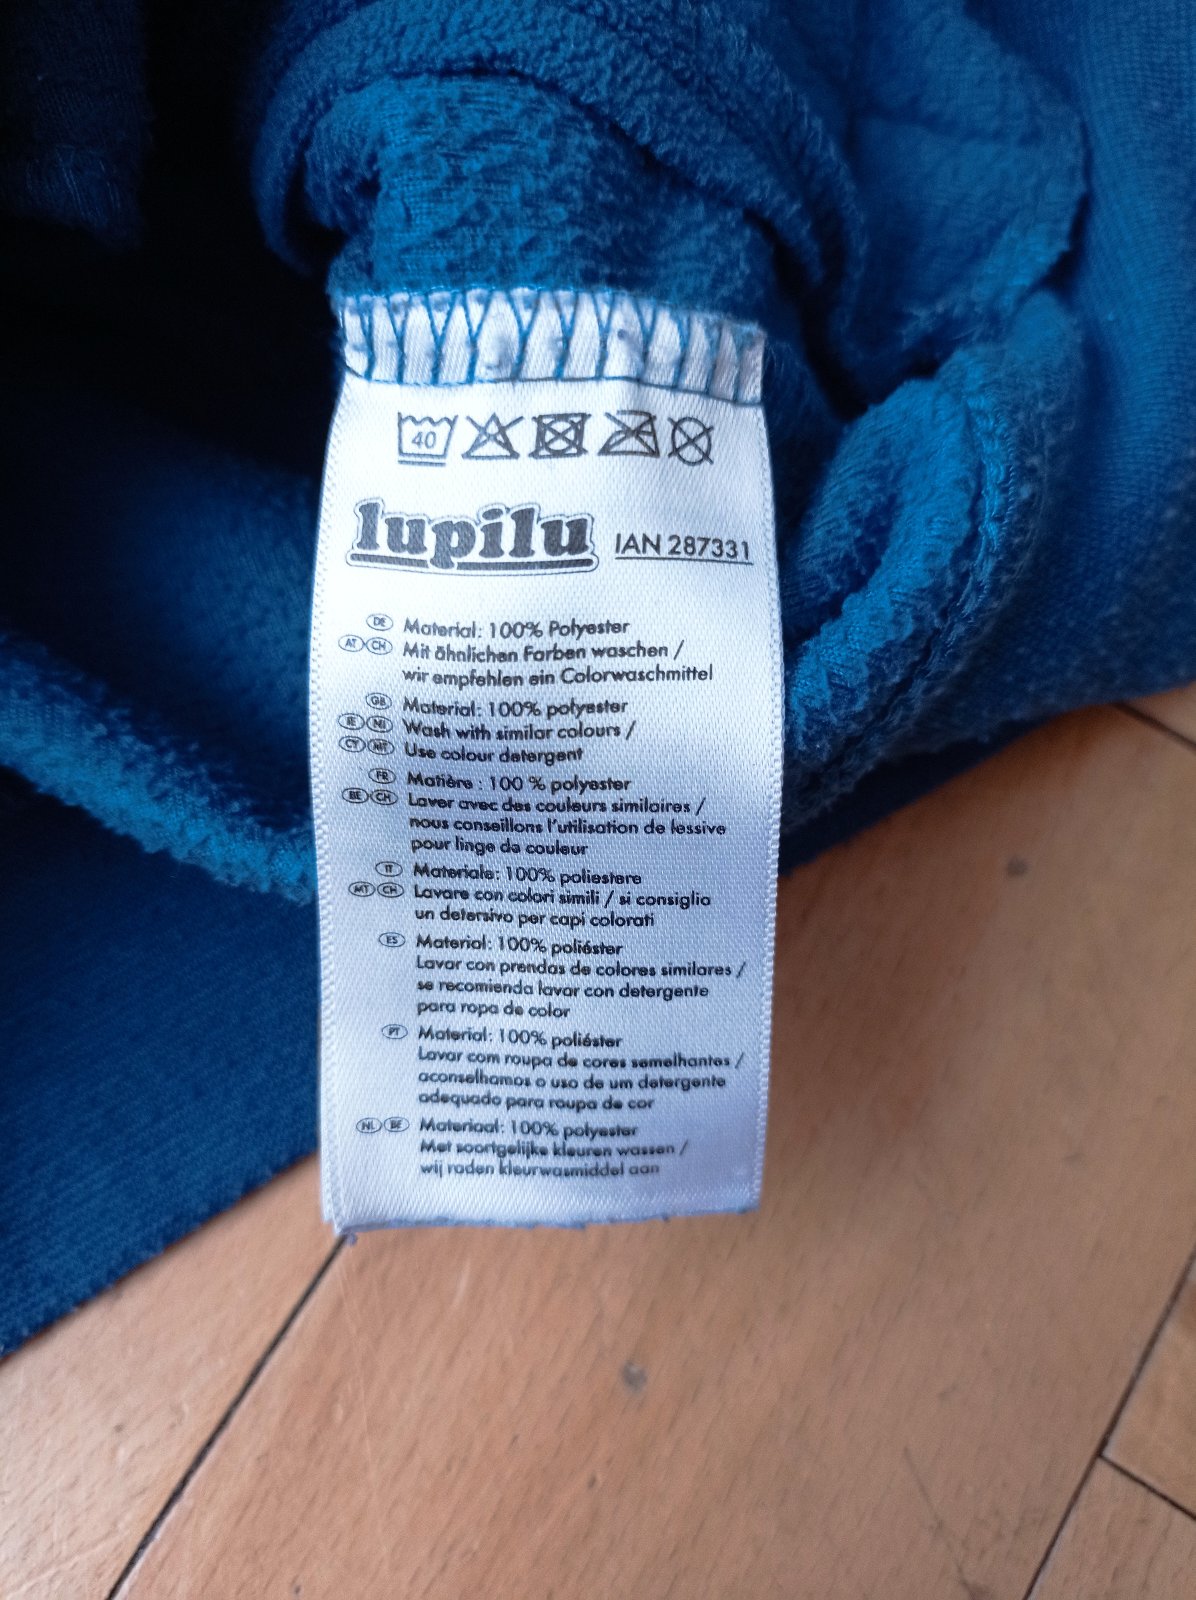 40
lupilu IAN 287331
DE Material: 100% Polyester
AT CH Mit ähnlichen Farben waschen /
wir empfehlen ein Colorwaschmittel
GB Material: 100% polyester
IE NI Wash with similar colours /
CY MT Use colour detergent
FR Matière : 100 % polyester
BE CH Laver avec des couleurs similaires /
nous conseillons l'utilisation de lessive
pour linge de couleur
IT Materiale: 100% poliestere
MT CH Lavare con colori simili / si consiglia
un detersivo per capi colorati
ES Material: 100% poliéster
Lavar con prendas de colores similares /
se recomienda lavar con detergente
para ropa de color
PT Material: 100% poliéster
Lavar com roupa de cores semelhantes /
aconselhamos o uso de um detergente
adequado para roupa de cor
NL BE Materiaal: 100% polyester
Met soortgelijke kleuren wassen /
wij raden kleurwasmiddel aan